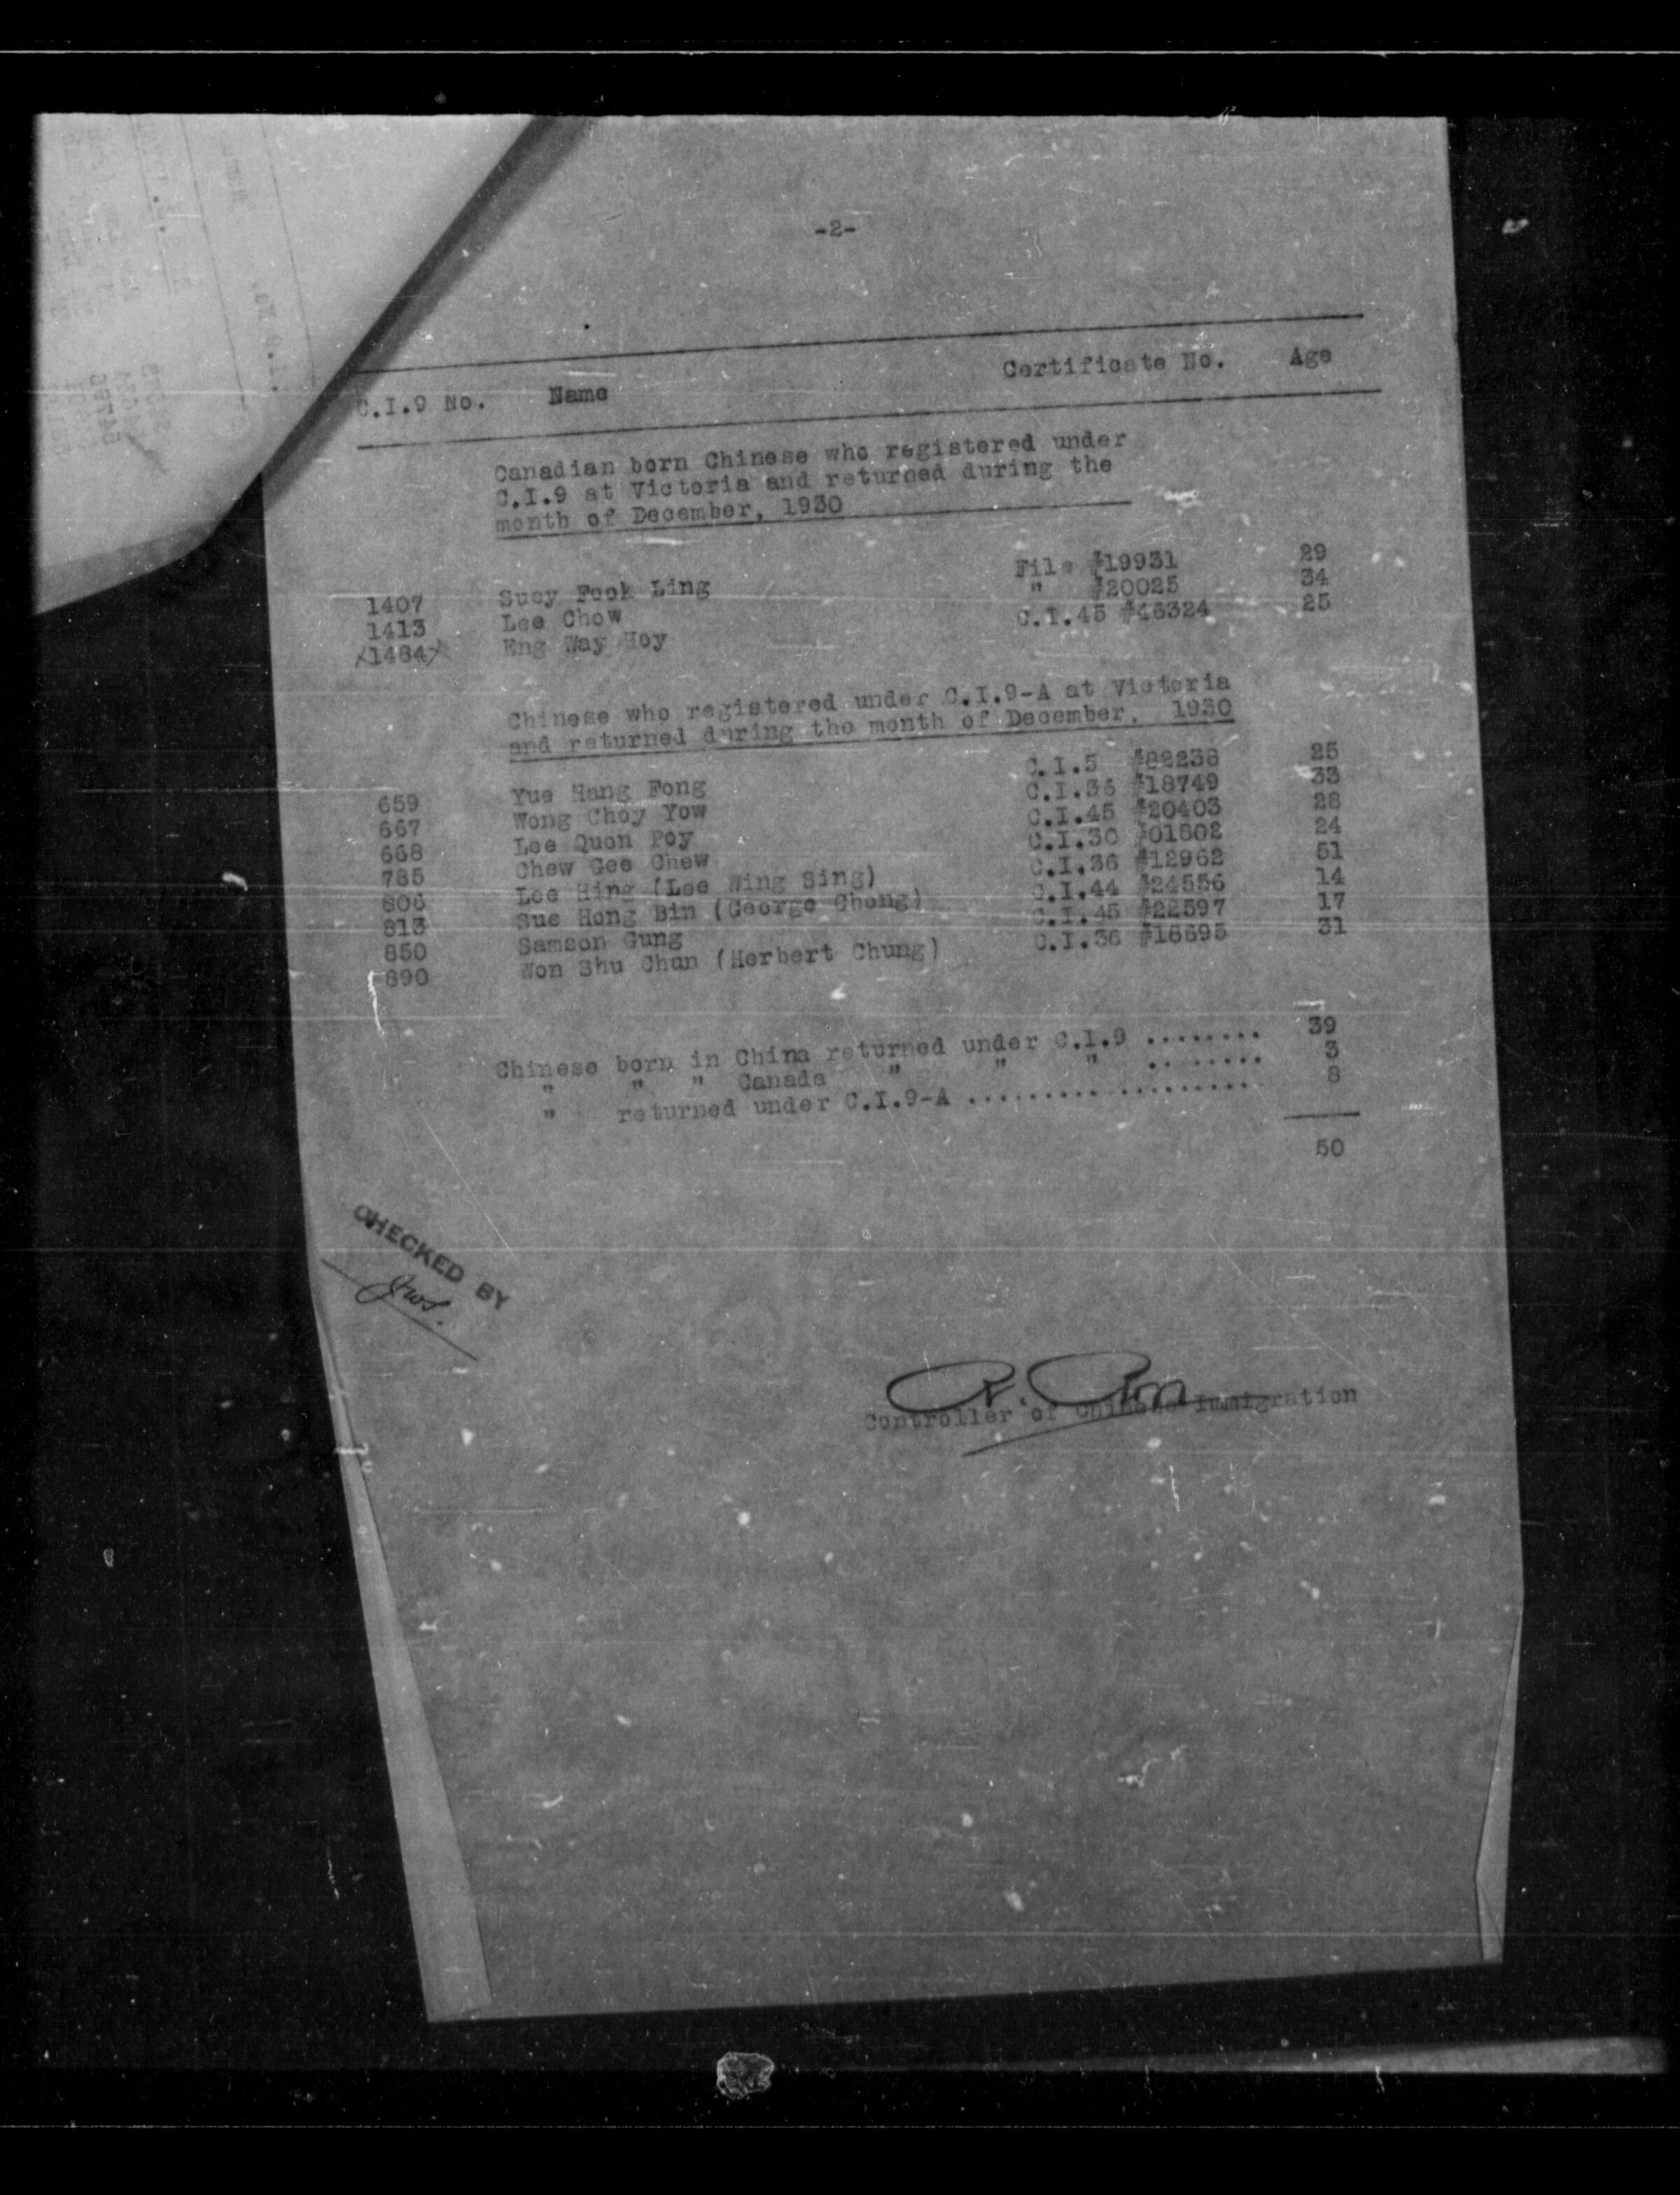 -2-
C.I.9 No. Name Certificate No. Age
Canadian born Chinese who registered under
C.I.9 at Victoria and returned during the
month of December, 1930
1407 Suey Fook Ling File #19931 29
1413 Lee Chow " #20025 34
X1484X Eng Way Hoy C.I.45 #46324 25
Chinese who registered under C.I.9-A at Victoria
and returned during the month of December, 1930
659 Yue Hang Fong C.I.5 #82238 25
667 Wong Choy Yow C.I.36 #18749 33
668 Lee Quon Poy C.I.45 #20403 28
785 Chew Gee Chew C.I.30 #01802 24
806 Lee Hing (Lee Wing Sing) C.I.36 #12962 51
813 Sue Hong Bin (George Chong) C.I.44 #24556 14
850 Samson Gung C.I.45 #22597 17
890 Won Shu Chun (Herbert Chung) C.I.36 #18695 31
Chinese born in China returned under C.I.9 ........ 39
" " " Canada " " " ........ 3
" returned under C.I.9-A ................... 8
50
CHECKED BY
Controller of Chinese Immigration